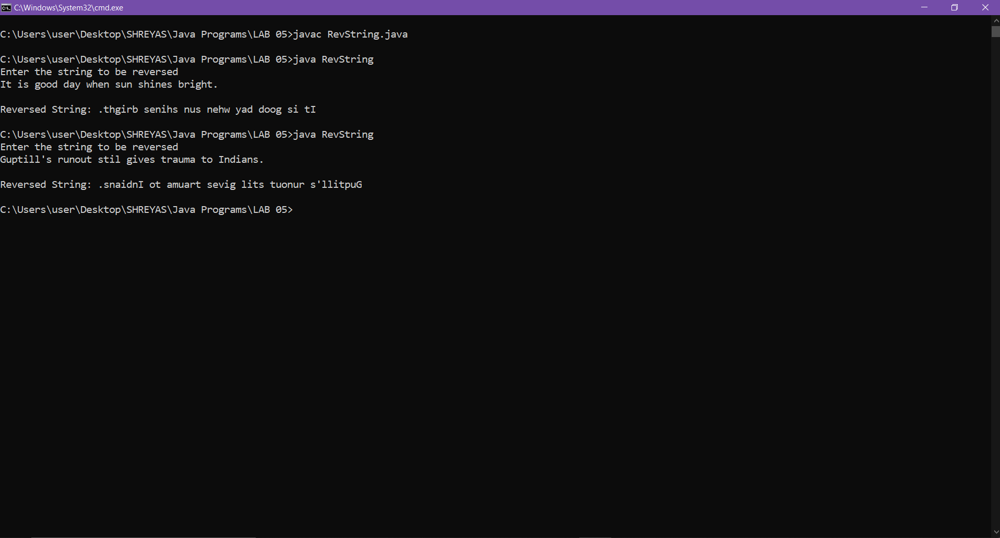 C:\Windows\System32\cmd.exe
C:\Users\user\Desktop\SHREYAS\Java Programs\LAB 05>javac RevString.java
C:\Users\user\Desktop\SHREYAS\Java Programs\LAB 05>java RevString
Enter the string to be reversed
It is good day when sun shines bright.
Reversed String: .thgirb senihs nus nehw yad doog si tI
C:\Users\user\Desktop\SHREYAS\Java Programs\LAB 05>java RevString
Enter the string to be reversed
Guptill's runout stil gives trauma to Indians.
Reversed String: .snaidnI ot amuart sevig lits tuonur s'llitpuG
C:\Users\user\Desktop\SHREYAS\Java Programs\LAB 05>